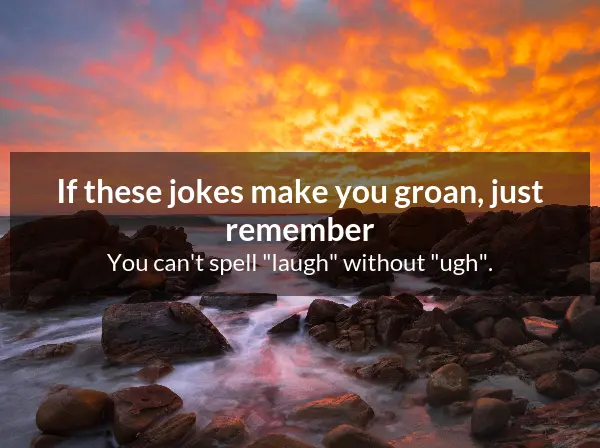 If these jokes make you groan, just
remember
You can't spell "laugh" without "ugh".